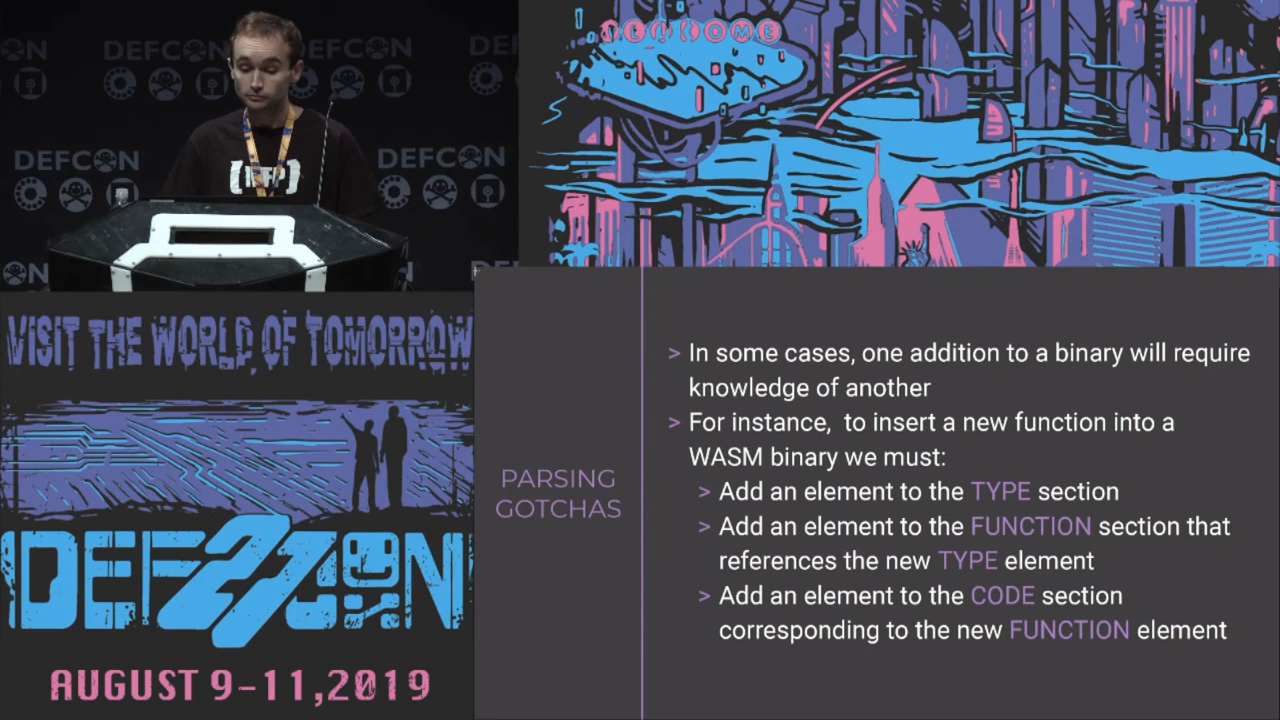 DEFCON
DEFCON
DEFCON
DEFCON
WELCOME
VISIT THE WORLD OF TOMORROW
DEF27CON
AUGUST 9-11,2019
PARSING
GOTCHAS
> In some cases, one addition to a binary will require
knowledge of another
> For instance,  to insert a new function into a
WASM binary we must:
> Add an element to the TYPE section
> Add an element to the FUNCTION section that
references the new TYPE element
> Add an element to the CODE section
corresponding to the new FUNCTION element